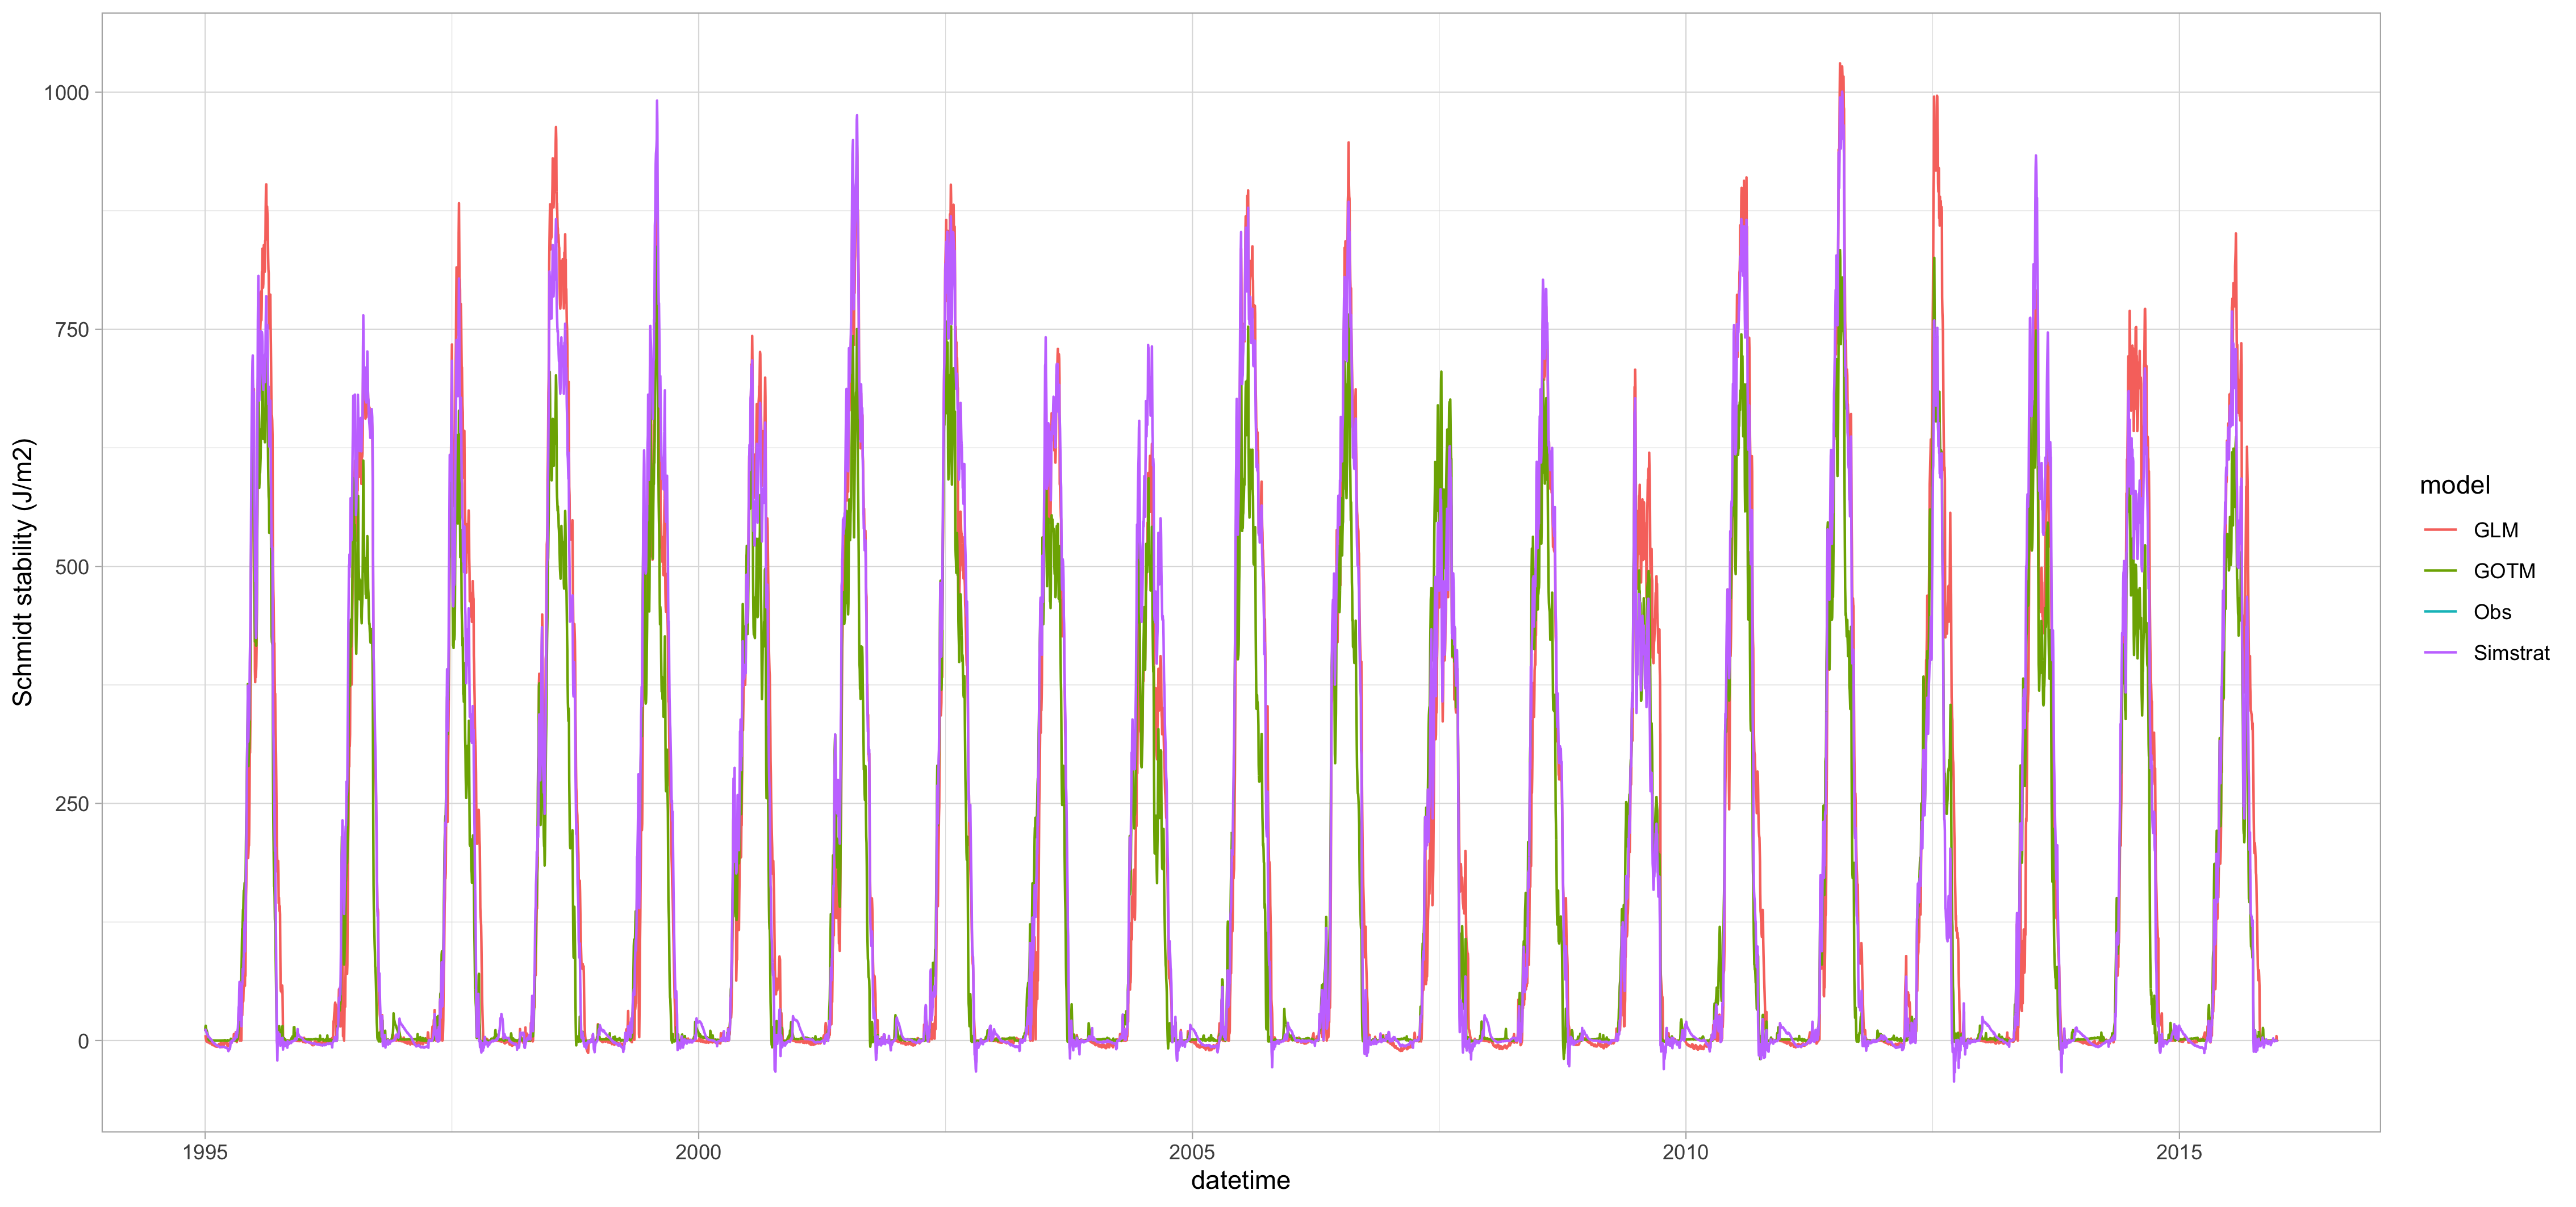 Schmidt stability (J/m2)
1000
750
500
250
0
1995
2000
2005
2010
2015
datetime
model
GLM
GOTM
Obs
Simstrat